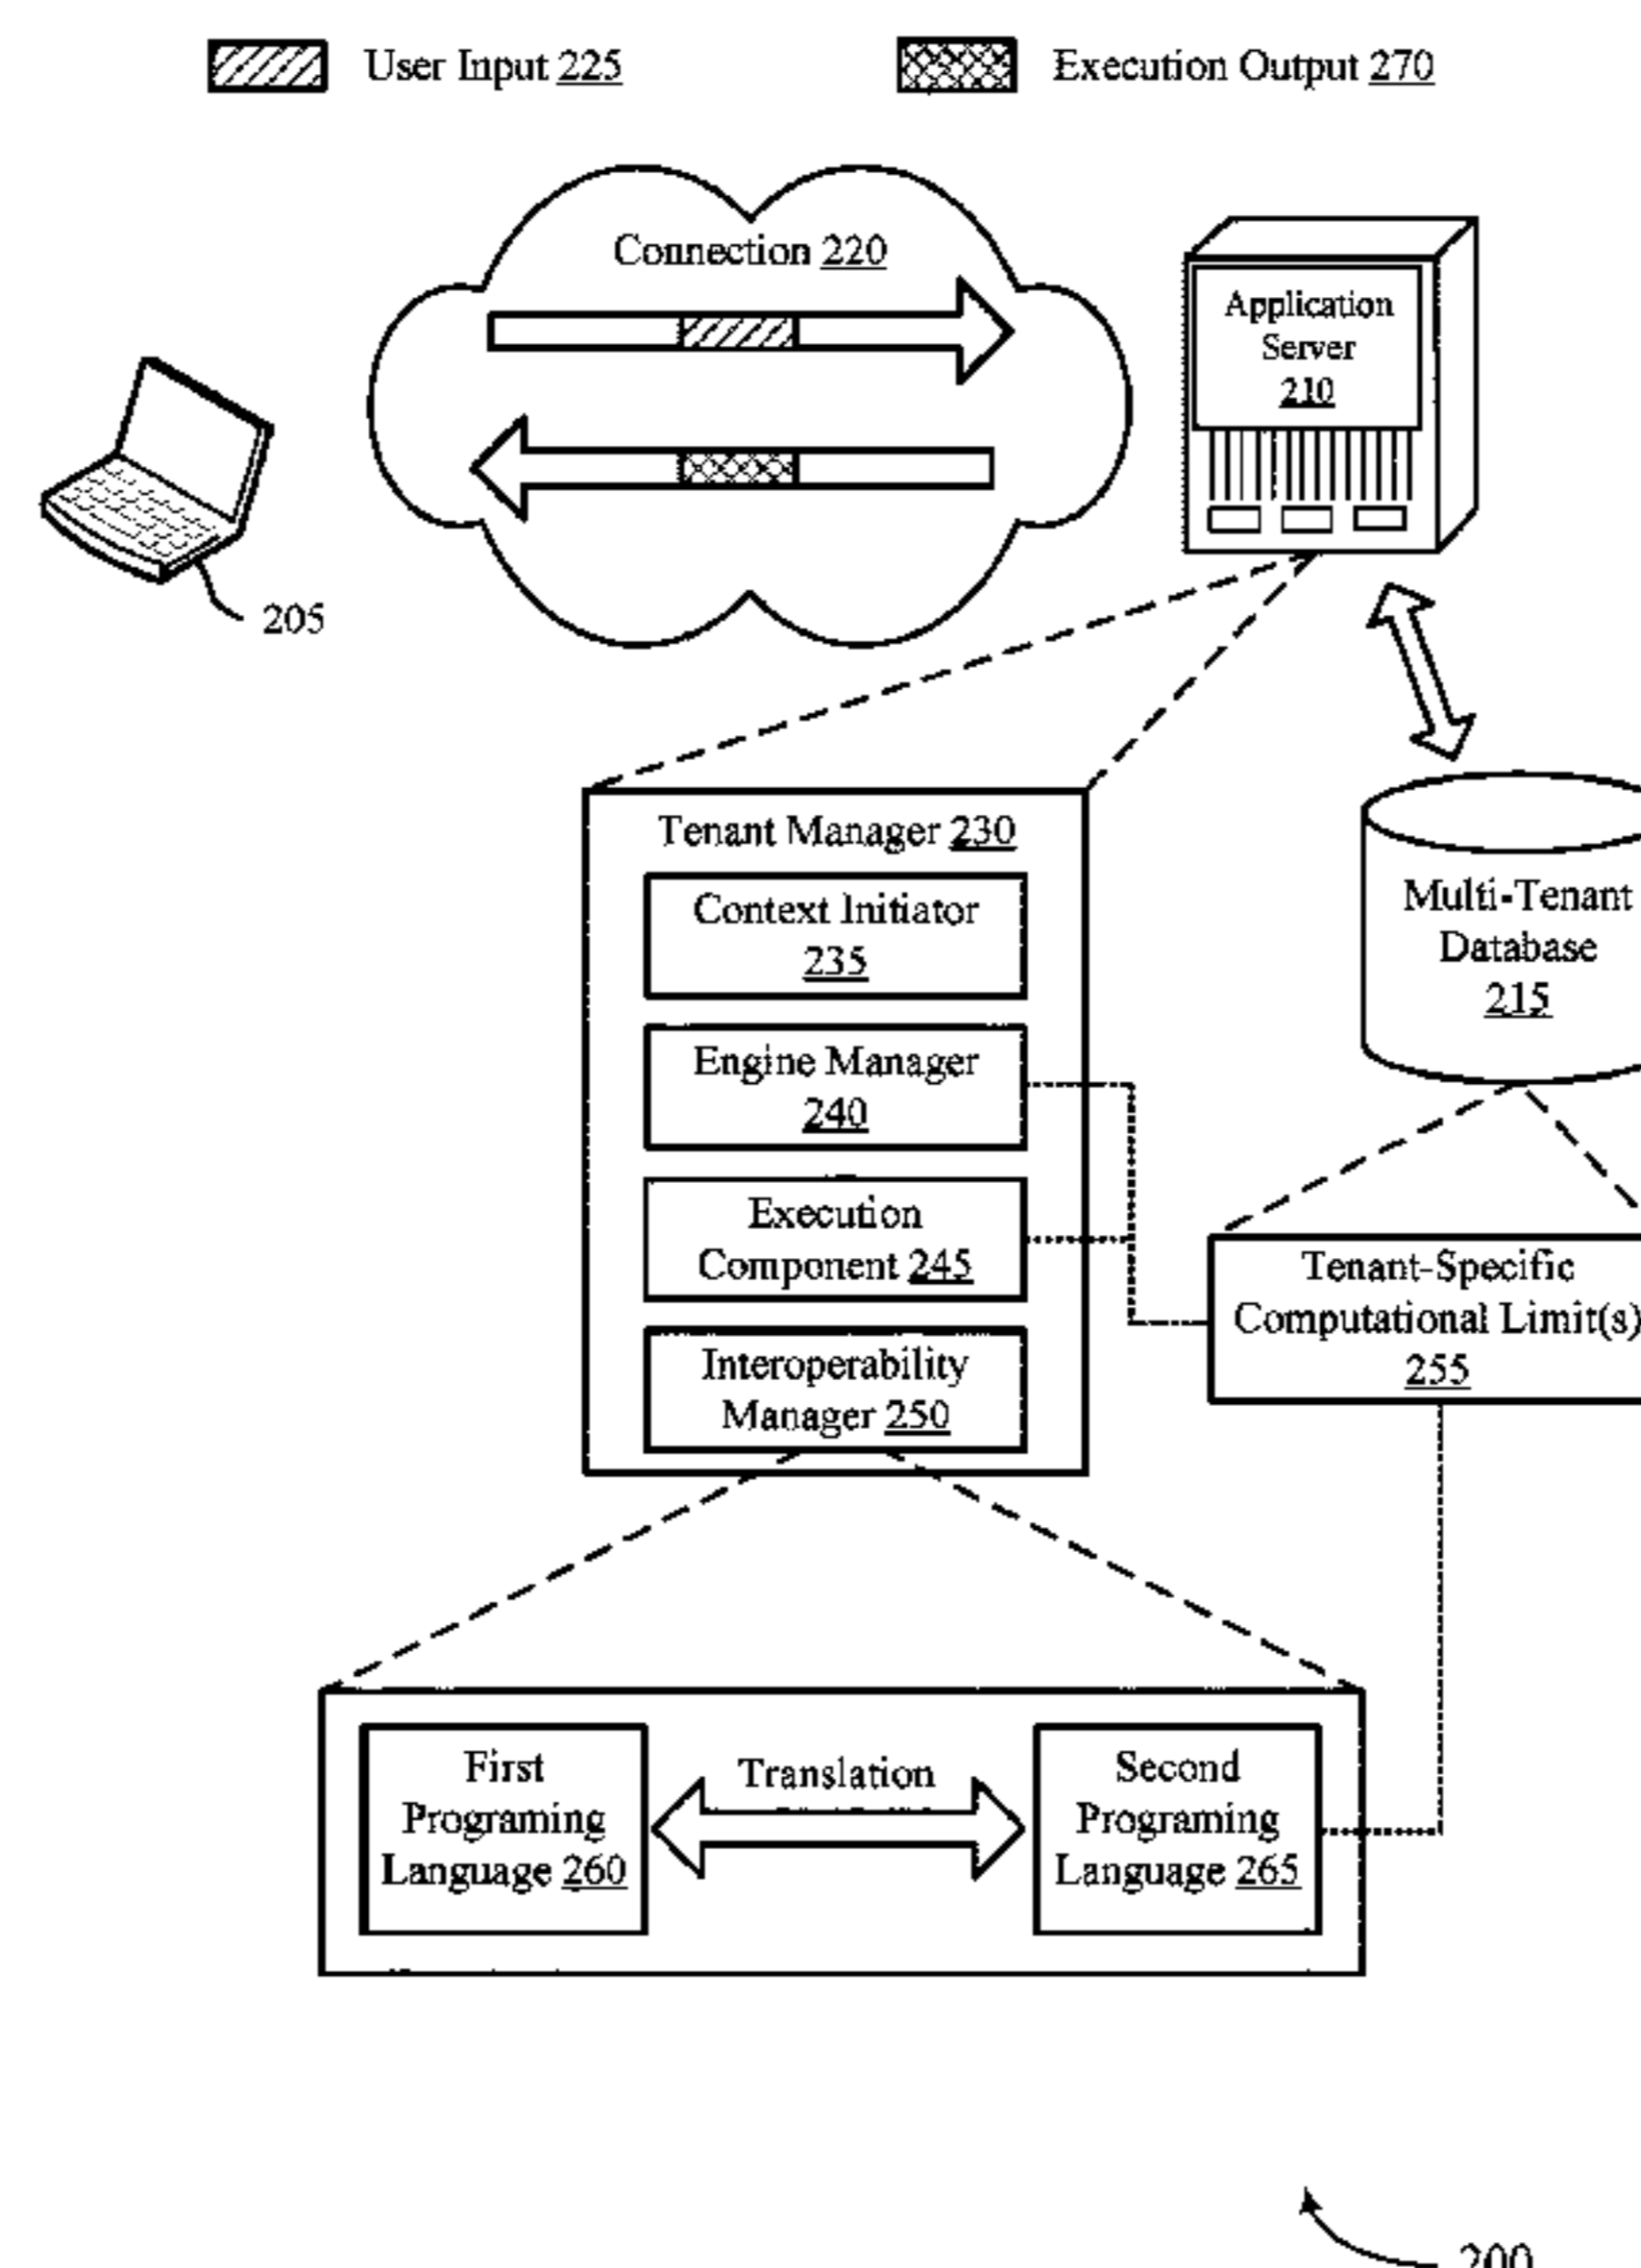 User Input 225
Execution Output 270
Connection 220
Application
Server
210
205
Tenant Manager 230
Context Initiator
235
Engine Manager
240
Execution
Component 245
Interoperability
Manager 250
Multi-Tenant
Database
215
Tenant-Specific
Computational Limit(s)
255
First
Programing
Language 260
Translation
Second
Programing
Language 265
200